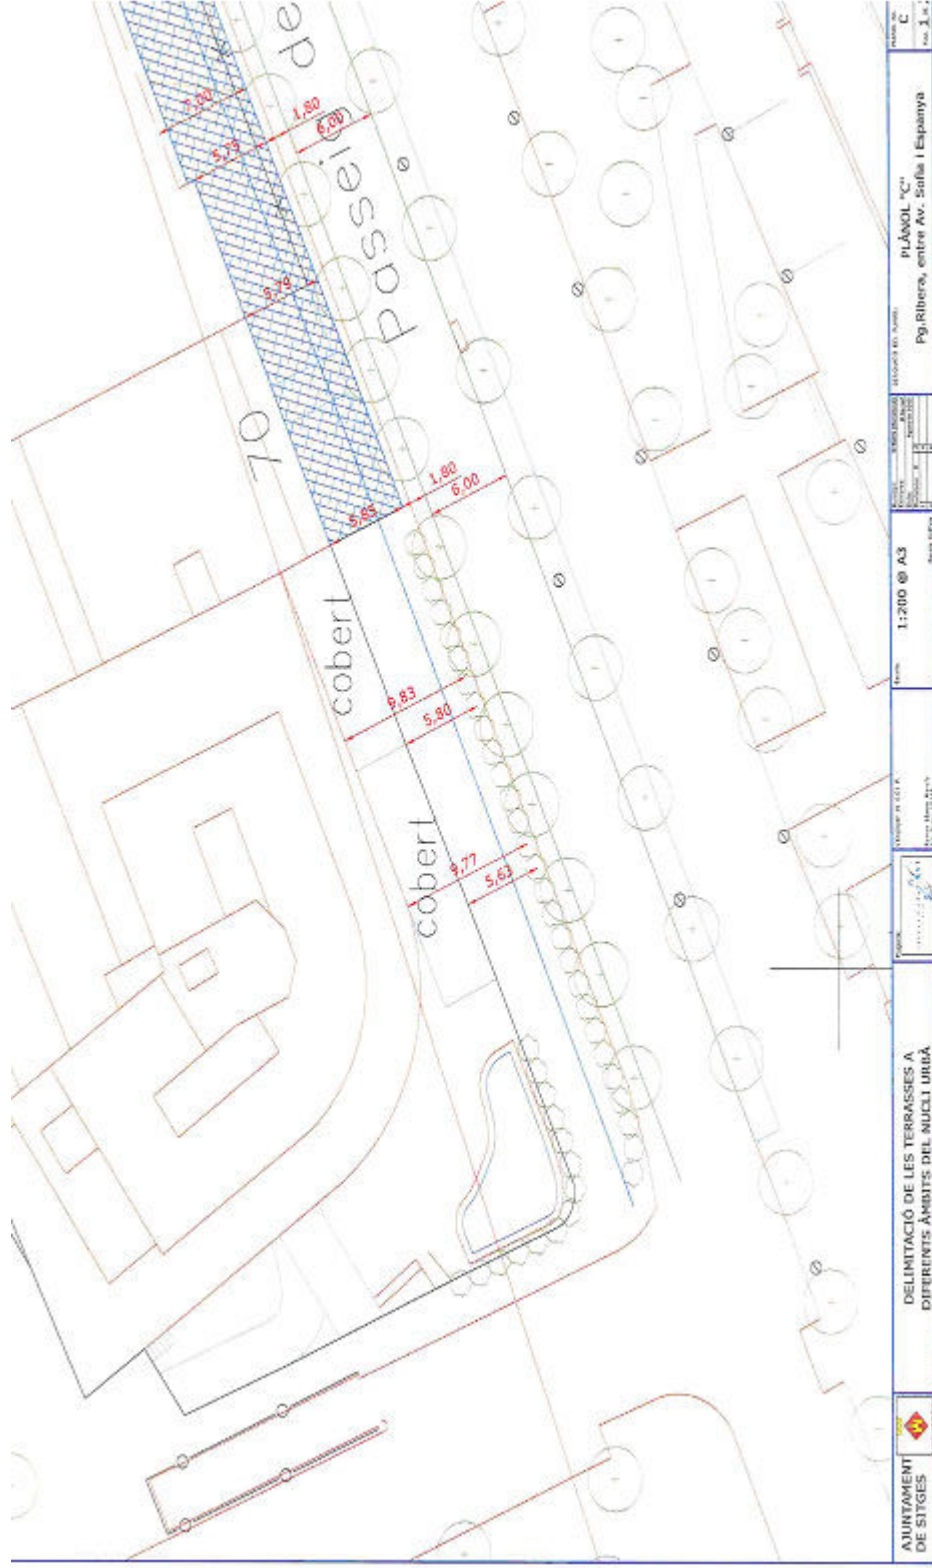 7,00
5,79
1,80
6,00
de
Passeig
5,79
70
5,85
1,80
6,00
cobert
9,83
5,80
cobert
9,77
5,63
AJUNTAMENT
DE SITGES
DELIMITACIÓ DE LES TERRASSES A
DIFERENTS ÀMBITS DEL NUCLI URBÀ
1:200 @ A3
PLÀNOL "C"
Pg.Ribera, entre Av. Sofia i Espanya
C